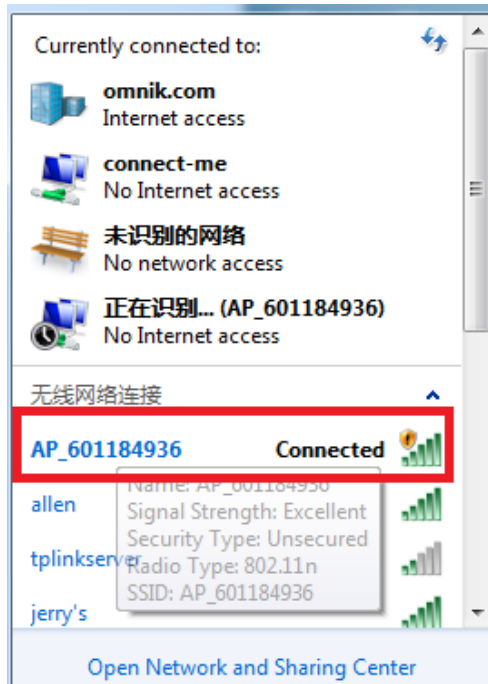 Currently connected to:
omnik.com
Internet access
connect-me
No Internet access
未识别的网络
No network access
正在识别... (AP_601184936)
No Internet access
无线网络连接
AP_601184936 Connected
Name: AP_601184936
allen
Signal Strength: Excellent
Security Type: Unsecured
tplinkserver
Radio Type: 802.11n
SSID: AP_601184936
jerry's
Open Network and Sharing Center